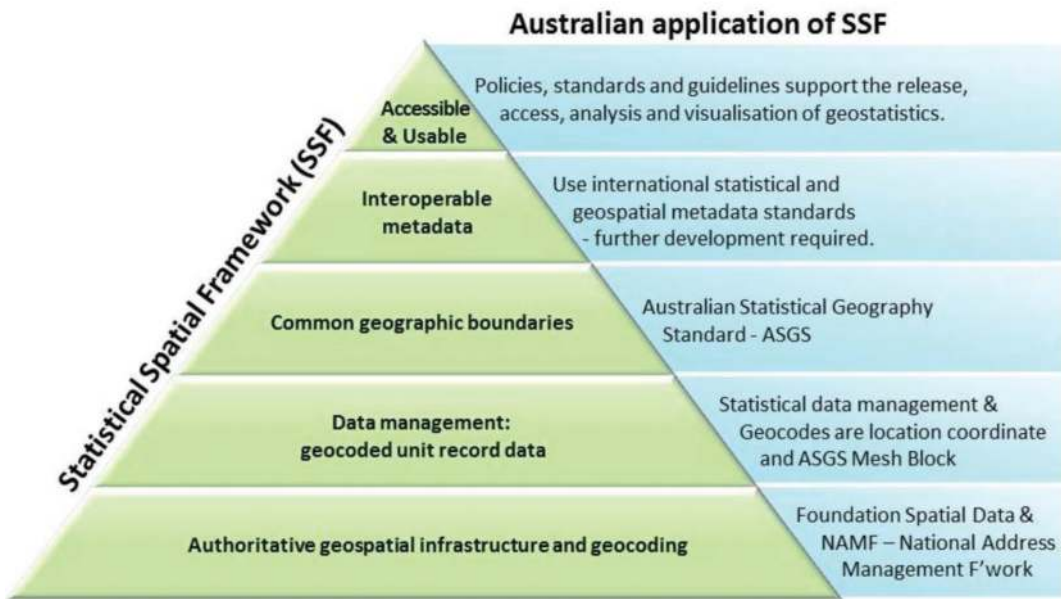 Australian application of SSF
Statistical Spatial Framework (SSF)
Accessible
& Usable
Policies, standards and guidelines support the release,
access, analysis and visualisation of geostatistics.
Interoperable
metadata
Use international statistical and
geospatial metadata standards
- further development required.
Common geographic boundaries
Australian Statistical Geography
Standard - ASGS
Data management:
geocoded unit record data
Statistical data management &
Geocodes are location coordinate
and ASGS Mesh Block
Authoritative geospatial infrastructure and geocoding
Foundation Spatial Data &
NAMF – National Address
Management F'work